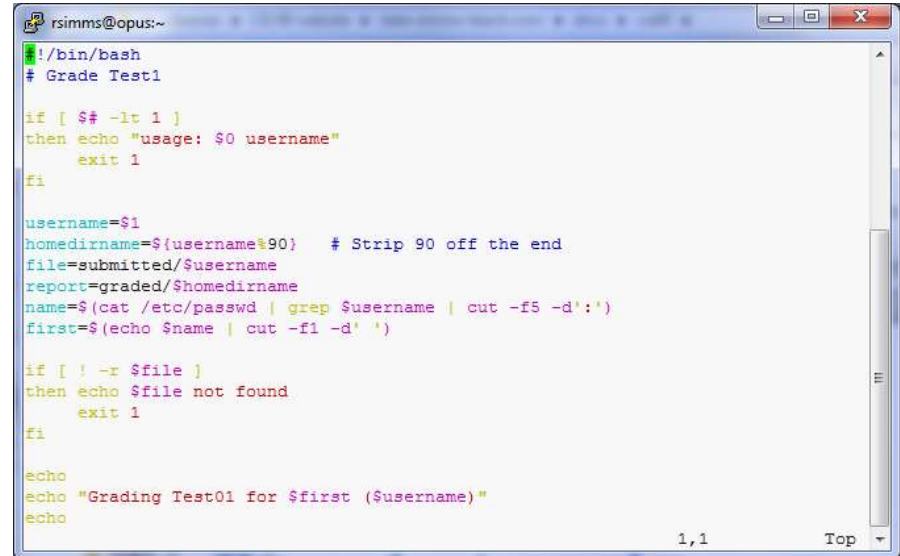 rsimms@opus:~
#!/bin/bash
# Grade Test1
if [ $# -lt 1 ]
then echo "usage: $0 username"
     exit 1
fi
username=$1
homedirname=${username%90}   # Strip 90 off the end
file=submitted/$username
report=graded/$homedirname
name=$(cat /etc/passwd | grep $username | cut -f5 -d':')
first=$(echo $name | cut -f1 -d' ')
if [ ! -r $file ]
then echo $file not found
     exit 1
fi
echo
echo "Grading Test01 for $first ($username)"
echo
1,1 Top